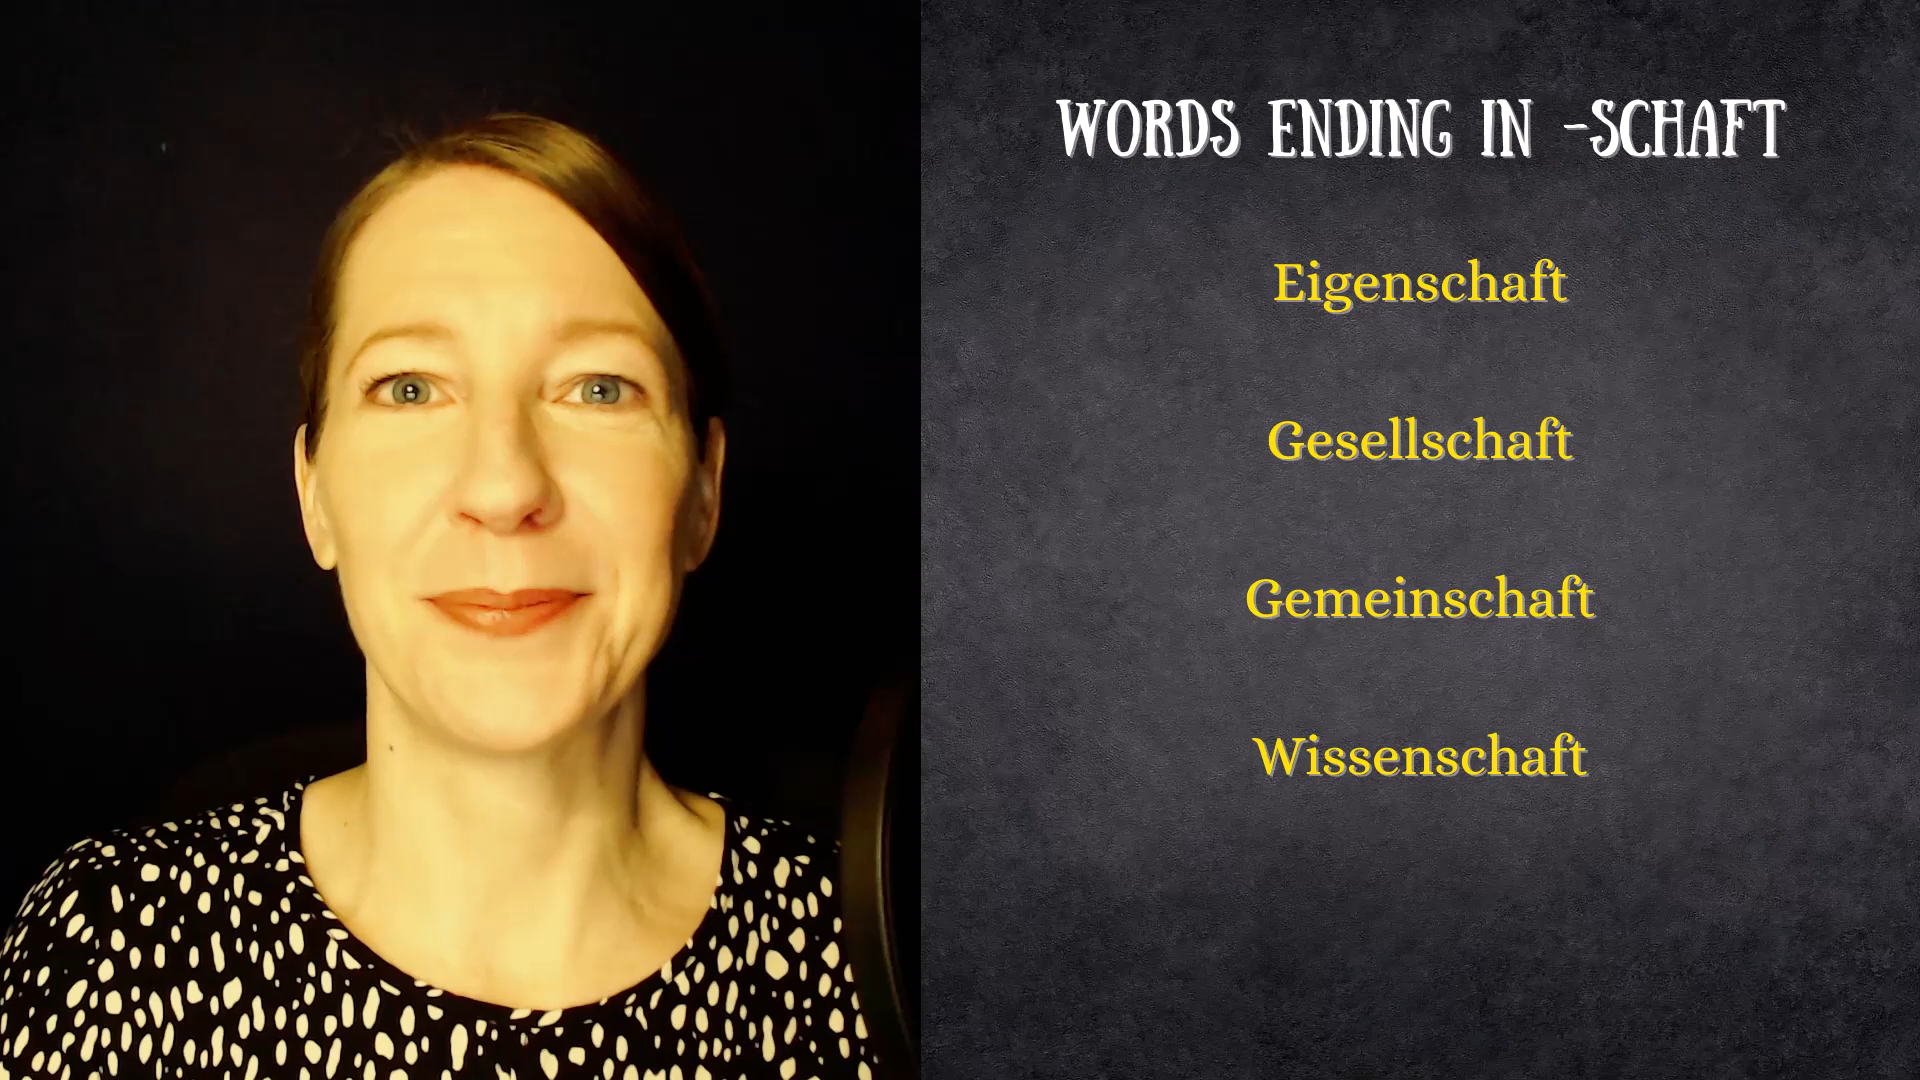 WORDS ENDING IN -SCHAFT
Eigenschaft
Gesellschaft
Gemeinschaft
Wissenschaft